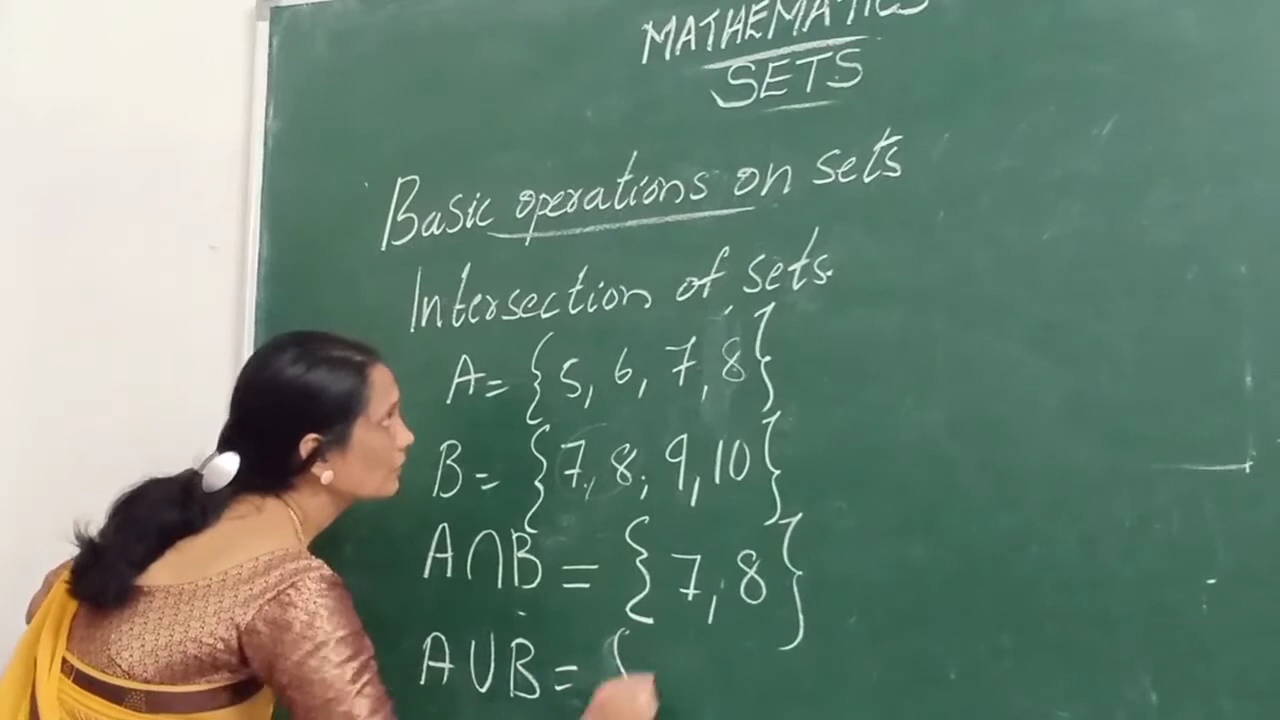 MATHEMATICS
SETS
Basic operations on sets
Intersection of sets
A = {5, 6, 7, 8}
B = {7, 8, 9, 10}
A∩B = {7, 8}
A∪B = {